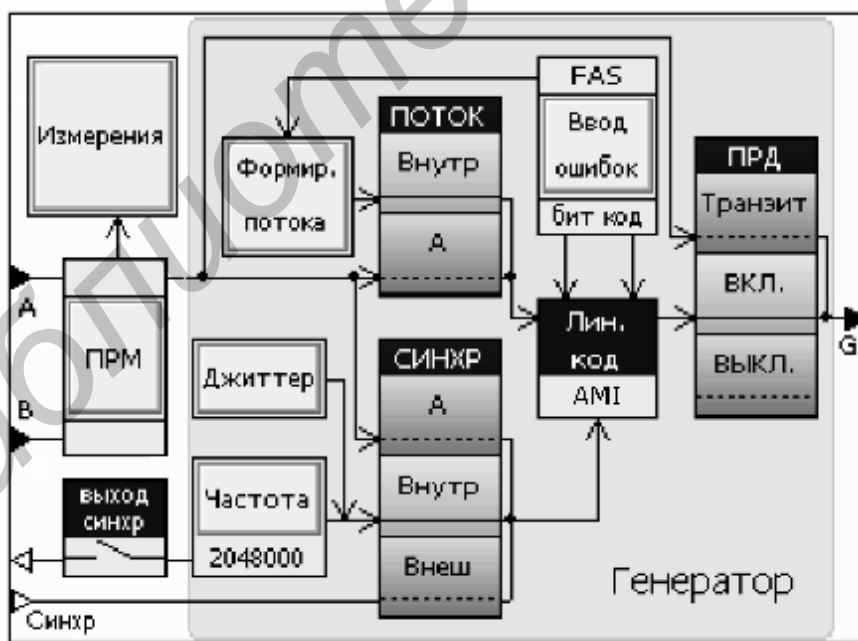 Измерения
Формир.
потока
ПОТОК
Внутр
А
FAS
Ввод
ошибок
бит код
ПРД
Транзит
ВКЛ.
ВЫКЛ.
А
ПРМ
В
Джиттер
СИНХР
А
Внутр
Внеш
Лин.
код
AMI
G
выход
синхр
Частота
2048000
Синхр
Генератор